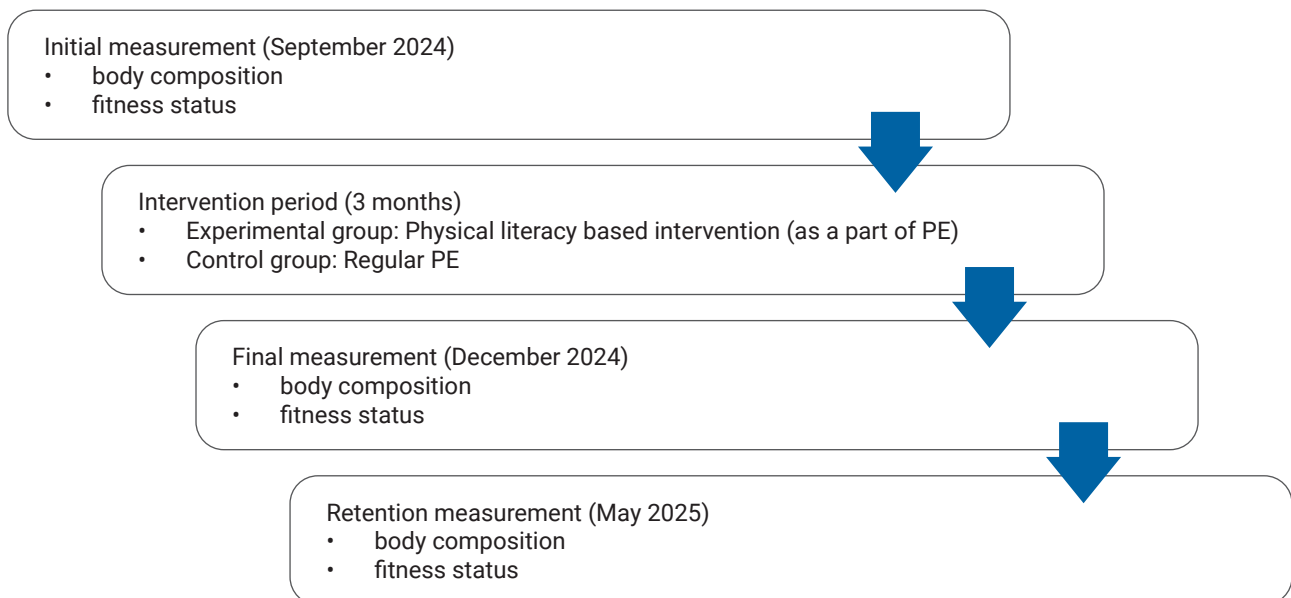 Initial measurement (September 2024)
• body composition
• fitness status
Intervention period (3 months)
• Experimental group: Physical literacy based intervention (as a part of PE)
• Control group: Regular PE
Final measurement (December 2024)
• body composition
• fitness status
Retention measurement (May 2025)
• body composition
• fitness status